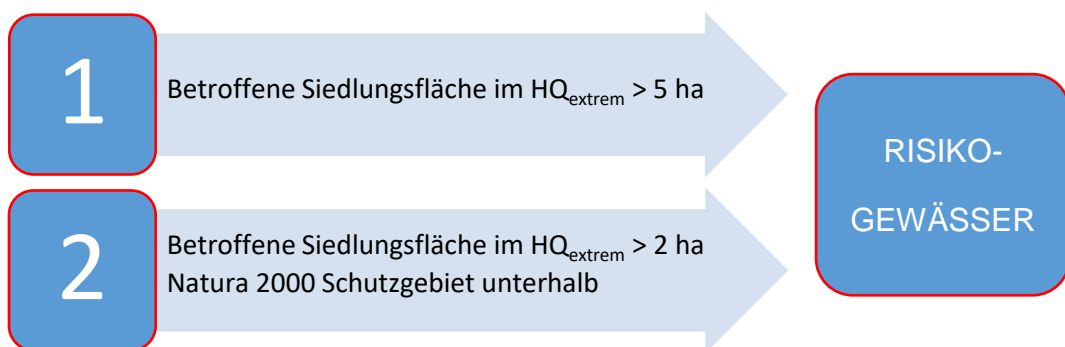 1
Betroffene Siedlungsfläche im HQextrem > 5 ha
2
Betroffene Siedlungsfläche im HQextrem > 2 ha
Natura 2000 Schutzgebiet unterhalb
RISIKO-
GEWÄSSER